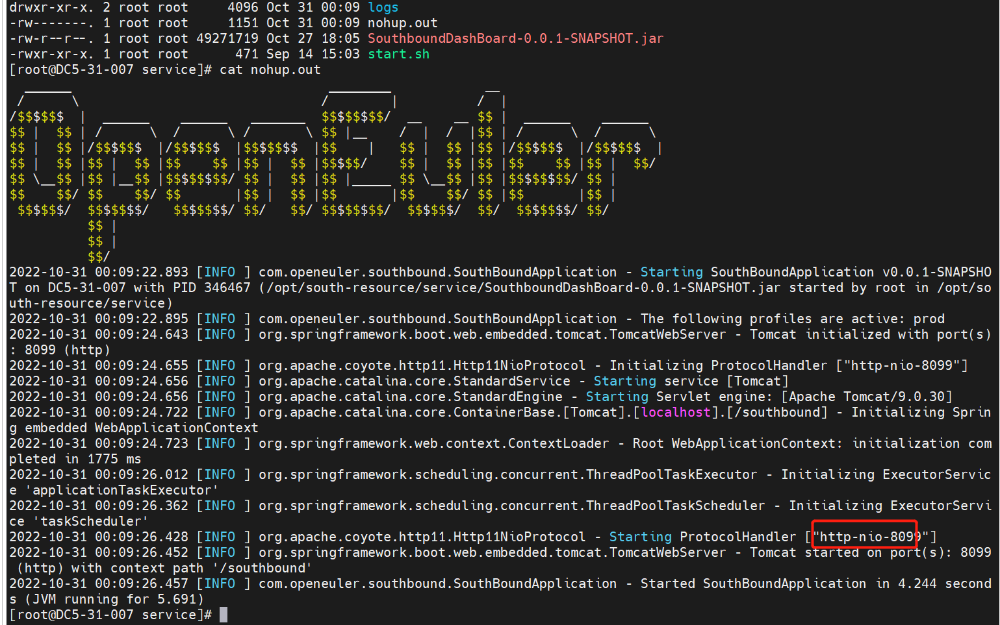 drwxr-xr-x. 2 root root     4096 Oct 31 00:09 logs
-rw-------. 1 root root     1151 Oct 31 00:09 nohup.out
-rw-r--r--. 1 root root 49271719 Oct 27 18:05 SouthboundDashBoard-0.0.1-SNAPSHOT.jar
-rwxr-xr-x. 1 root root      471 Sep 14 15:03 start.sh
[root@DC5-31-007 service]# cat nohup.out
OpenEuler
2022-10-31 00:09:22.893 [INFO ] com.openeuler.southbound.SouthBoundApplication - Starting SouthBoundApplication v0.0.1-SNAPSHO
T on DC5-31-007 with PID 346467 (/opt/south-resource/service/SouthboundDashBoard-0.0.1-SNAPSHOT.jar started by root in /opt/so
uth-resource/service)
2022-10-31 00:09:22.895 [INFO ] com.openeuler.southbound.SouthBoundApplication - The following profiles are active: prod
2022-10-31 00:09:24.643 [INFO ] org.springframework.boot.web.embedded.tomcat.TomcatWebServer - Tomcat initialized with port(s)
: 8099 (http)
2022-10-31 00:09:24.655 [INFO ] org.apache.coyote.http11.Http11NioProtocol - Initializing ProtocolHandler ["http-nio-8099"]
2022-10-31 00:09:24.656 [INFO ] org.apache.catalina.core.StandardService - Starting service [Tomcat]
2022-10-31 00:09:24.656 [INFO ] org.apache.catalina.core.StandardEngine - Starting Servlet engine: [Apache Tomcat/9.0.30]
2022-10-31 00:09:24.722 [INFO ] org.apache.catalina.core.ContainerBase.[Tomcat].[localhost].[/southbound] - Initializing Sprin
g embedded WebApplicationContext
2022-10-31 00:09:24.723 [INFO ] org.springframework.web.context.ContextLoader - Root WebApplicationContext: initialization com
pleted in 1775 ms
2022-10-31 00:09:26.012 [INFO ] org.springframework.scheduling.concurrent.ThreadPoolTaskExecutor - Initializing ExecutorServic
e 'applicationTaskExecutor'
2022-10-31 00:09:26.362 [INFO ] org.springframework.scheduling.concurrent.ThreadPoolTaskScheduler - Initializing ExecutorServi
ce 'taskScheduler'
2022-10-31 00:09:26.428 [INFO ] org.apache.coyote.http11.Http11NioProtocol - Starting ProtocolHandler ["http-nio-8099"]
2022-10-31 00:09:26.452 [INFO ] org.springframework.boot.web.embedded.tomcat.TomcatWebServer - Tomcat started on port(s): 8099
 (http) with context path '/southbound'
2022-10-31 00:09:26.457 [INFO ] com.openeuler.southbound.SouthBoundApplication - Started SouthBoundApplication in 4.244 second
s (JVM running for 5.691)
[root@DC5-31-007 service]#